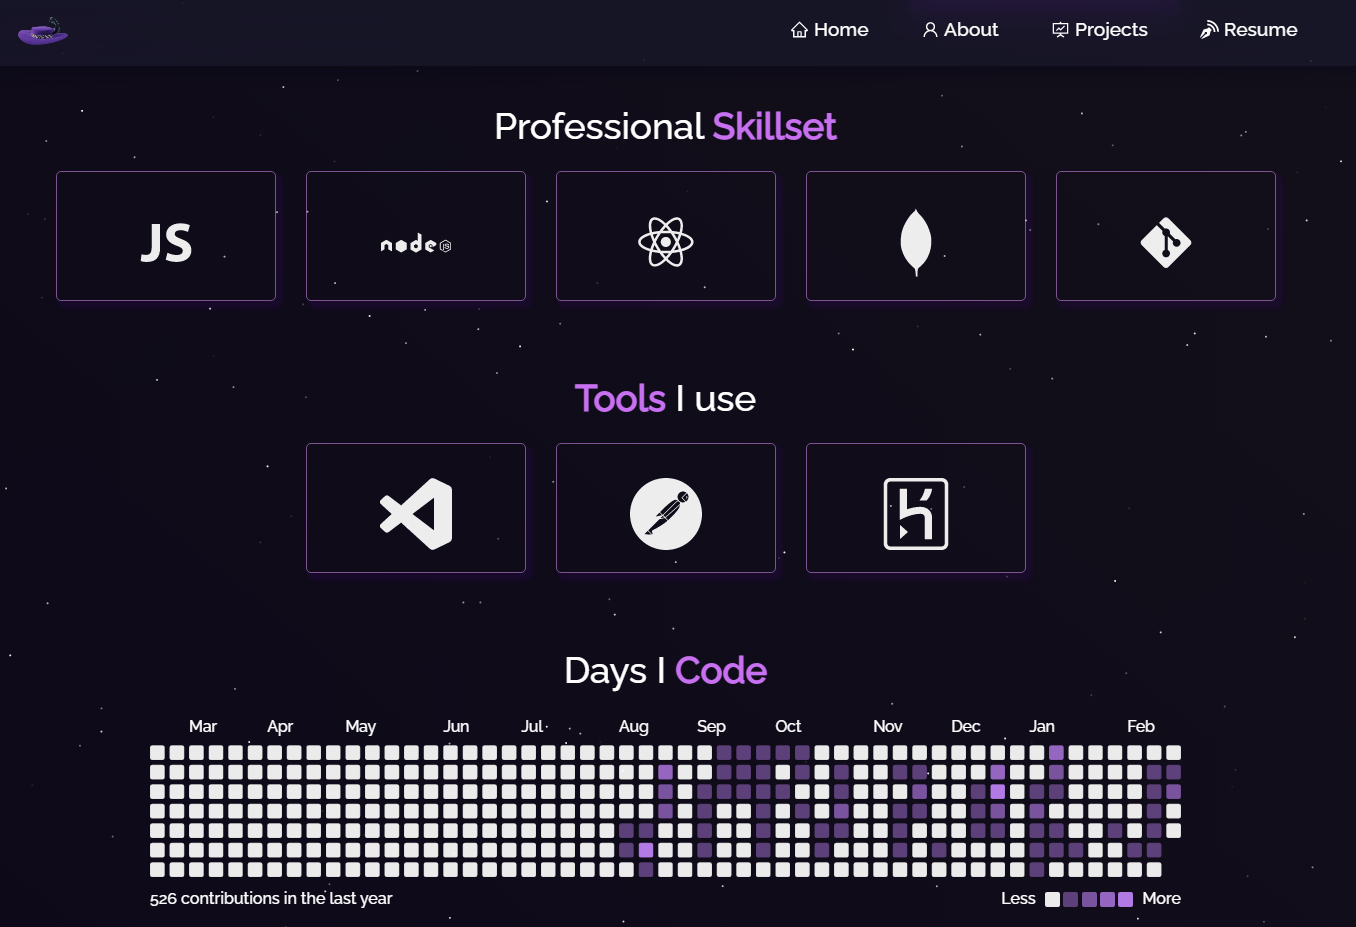 Home About Projects Resume
Professional Skillset
JS node JS
Tools I use
Days I Code
Mar Apr May Jun Jul Aug Sep Oct Nov Dec Jan Feb
526 contributions in the last year
Less More